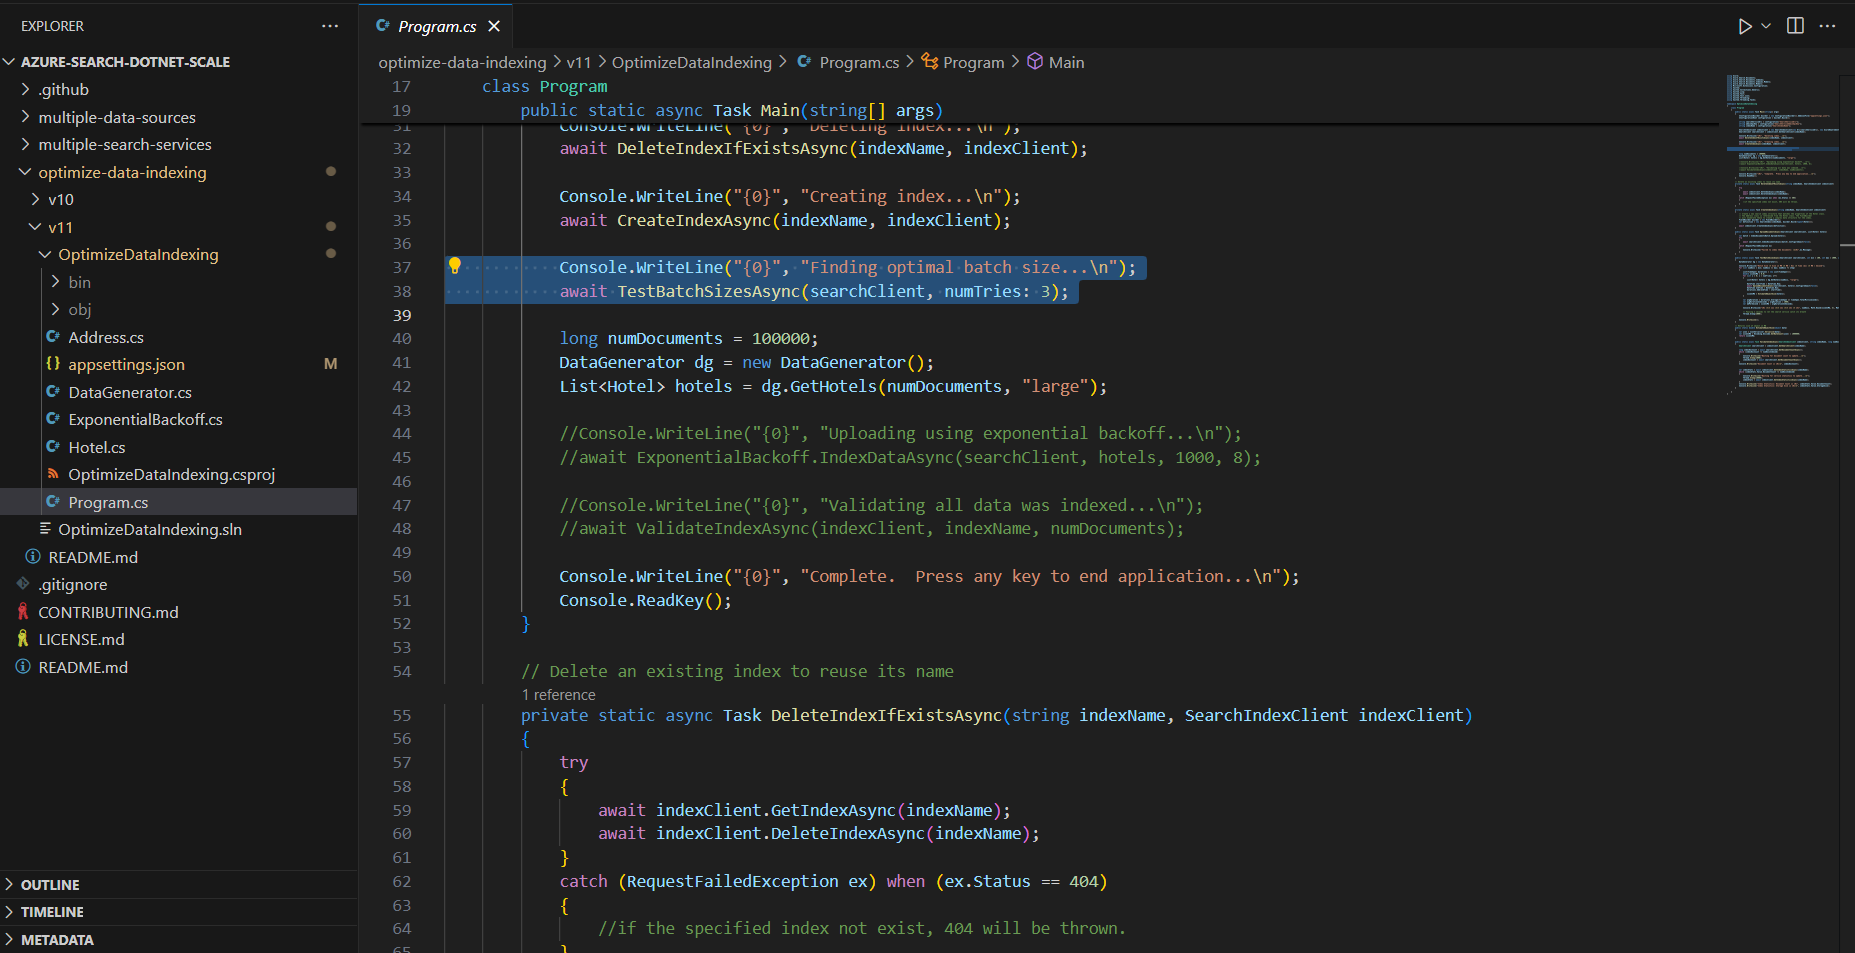 EXPLORER
AZURE-SEARCH-DOTNET-SCALE
.github
multiple-data-sources
multiple-search-services
optimize-data-indexing
v10
v11
OptimizeDataIndexing
bin
obj
Address.cs
appsettings.json M
DataGenerator.cs
ExponentialBackoff.cs
Hotel.cs
OptimizeDataIndexing.csproj
Program.cs
OptimizeDataIndexing.sln
README.md
.gitignore
CONTRIBUTING.md
LICENSE.md
README.md
OUTLINE
TIMELINE
METADATA
Program.cs
optimize-data-indexing > v11 > OptimizeDataIndexing > Program.cs > Program > Main
17 class Program
19 public static async Task Main(string[] args)
31 Console.WriteLine("{0}", "Deleting index...\n");
32 await DeleteIndexIfExistsAsync(indexName, indexClient);
33
34 Console.WriteLine("{0}", "Creating index...\n");
35 await CreateIndexAsync(indexName, indexClient);
36
37 Console.WriteLine("{0}", "Finding optimal batch size...\n");
38 await TestBatchSizesAsync(searchClient, numTries: 3);
39
40 long numDocuments = 100000;
41 DataGenerator dg = new DataGenerator();
42 List<Hotel> hotels = dg.GetHotels(numDocuments, "large");
43
44 //Console.WriteLine("{0}", "Uploading using exponential backoff...\n");
45 //await ExponentialBackoff.IndexDataAsync(searchClient, hotels, 1000, 8);
46
47 //Console.WriteLine("{0}", "Validating all data was indexed...\n");
48 //await ValidateIndexAsync(indexClient, indexName, numDocuments);
49
50 Console.WriteLine("{0}", "Complete.  Press any key to end application...\n");
51 Console.ReadKey();
52 }
53
54 // Delete an existing index to reuse its name
1 reference
55 private static async Task DeleteIndexIfExistsAsync(string indexName, SearchIndexClient indexClient)
56 {
57 try
58 {
59 await indexClient.GetIndexAsync(indexName);
60 await indexClient.DeleteIndexAsync(indexName);
61 }
62 catch (RequestFailedException ex) when (ex.Status == 404)
63 {
64 //if the specified index not exist, 404 will be thrown.
65 }